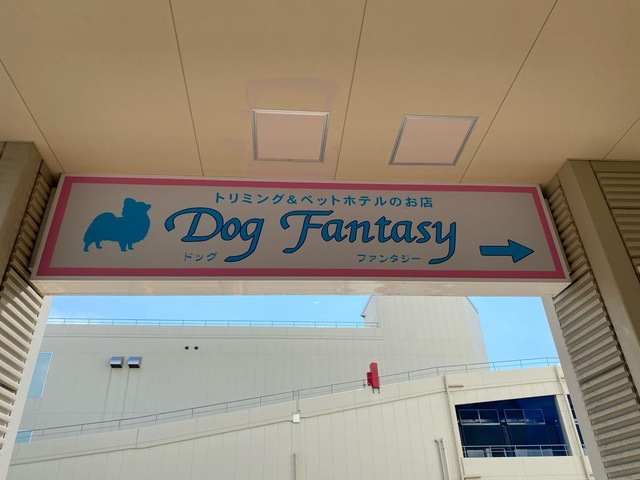 トリミング&ペットホテルのお店
Dog Fantasy
ドッグ ファンタジー